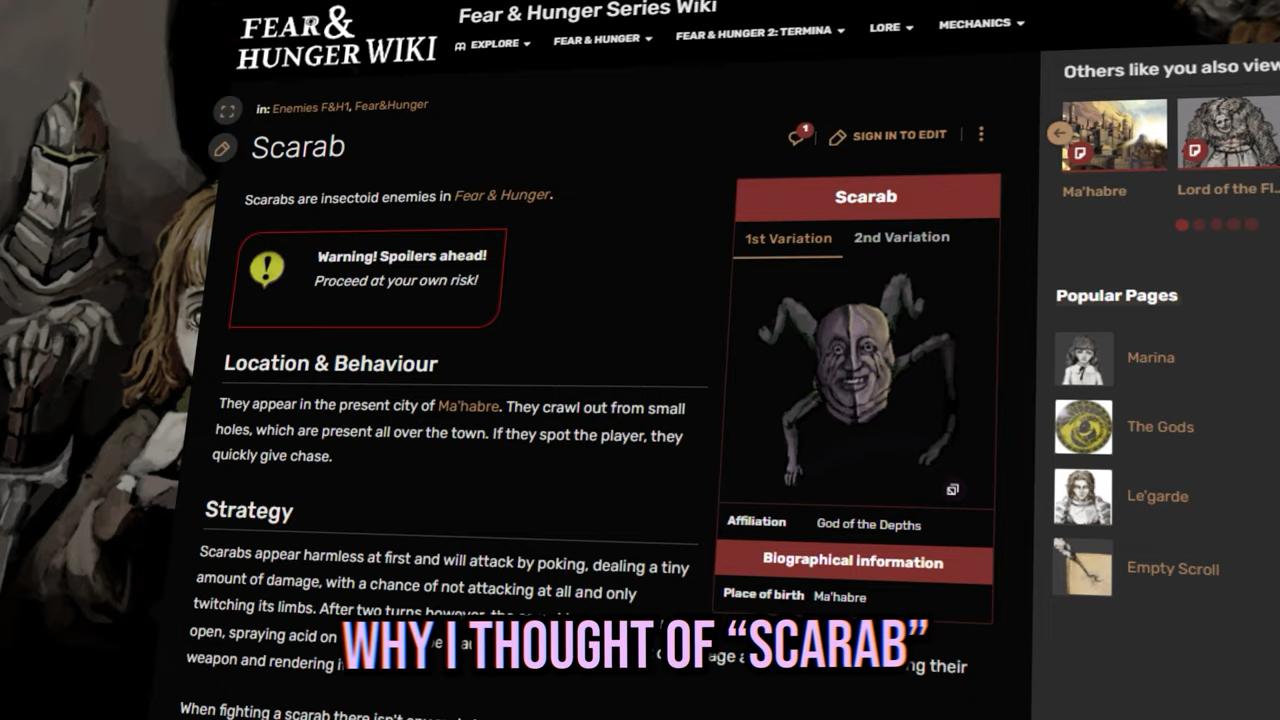 FEAR &
HUNGER WIKI
Fear & Hunger Series Wiki
EXPLORE
FEAR & HUNGER
FEAR & HUNGER 2: TERMINA
LORE
MECHANICS
in: Enemies F&H1, Fear&Hunger
Scarab
1
SIGN IN TO EDIT
Scarabs are insectoid enemies in Fear & Hunger.
Warning! Spoilers ahead!
Proceed at your own risk!
Location & Behaviour
They appear in the present city of Ma'habre. They crawl out from small
holes, which are present all over the town. If they spot the player, they
quickly give chase.
Strategy
Scarabs appear harmless at first and will attack by poking, dealing a tiny
amount of damage, with a chance of not attacking at all and only
twitching its limbs. After two turns however, the
open, spraying acid on
weapon and rendering
their
When fighting a scarab there isn't
Scarab
1st Variation
2nd Variation
Affiliation
God of the Depths
Biographical information
Place of birth
Ma'habre
Others like you also view
Ma'habre
Lord of the Fl...
Popular Pages
Marina
The Gods
Le'garde
Empty Scroll
WHY I THOUGHT OF “SCARAB”